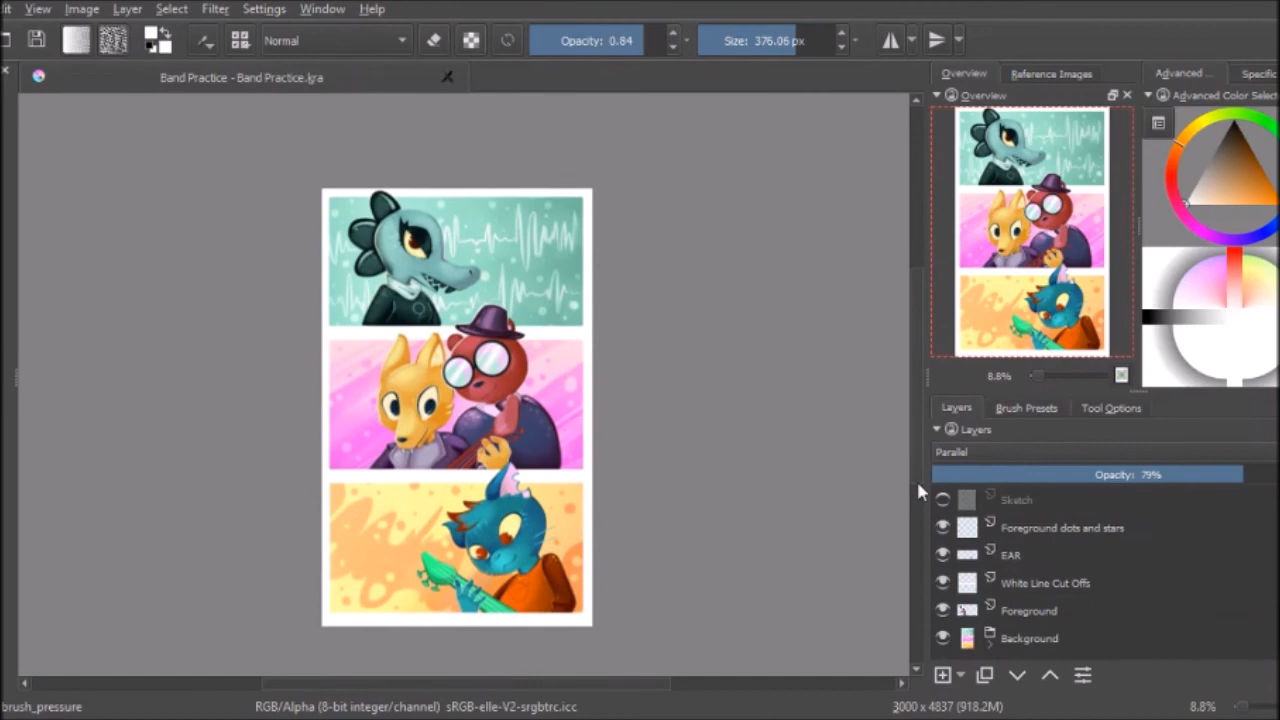 it View Image Layer Select Filter Settings Window Help
Normal Opacity: 0.84 Size: 376.06 px
Band Practice - Band Practice.kra
Overview Reference Images
Overview
8.8%
Advanced ... Specific
Advanced Color Select
Layers Brush Presets Tool Options
Layers
Parallel
Opacity: 79%
Sketch
Foreground dots and stars
EAR
White Line Cut Offs
Foreground
Background
brush_pressure RGB/Alpha (8-bit integer/channel) sRGB-elle-V2-srgbtrc.icc 3000 x 4837 (918.2M) 8.8%